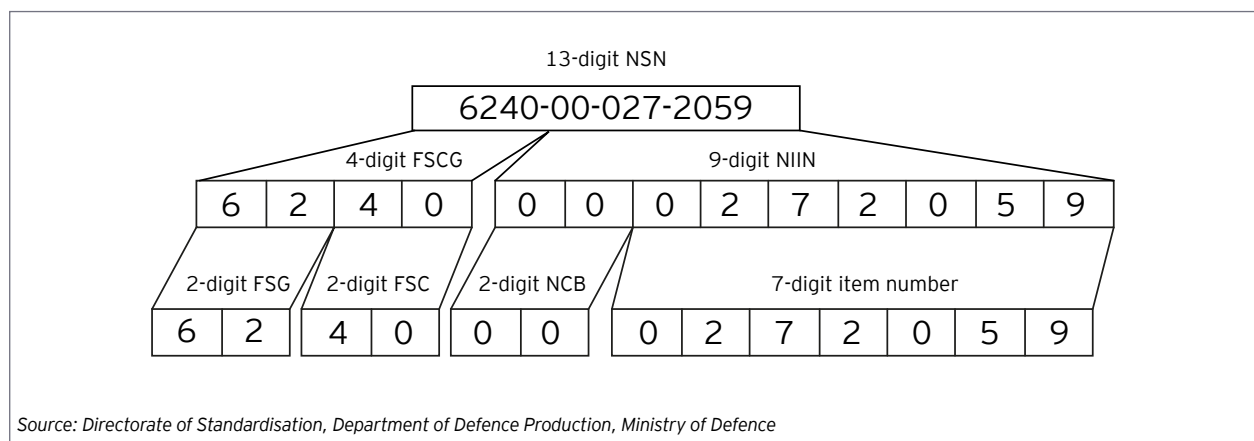 13-digit NSN
6240-00-027-2059
4-digit FSCG 9-digit NIIN
6 2 4 0 0 0 0 2 7 2 0 5 9
2-digit FSG 2-digit FSC 2-digit NCB 7-digit item number
6 2 4 0 0 0 0 2 7 2 0 5 9
Source: Directorate of Standardisation, Department of Defence Production, Ministry of Defence